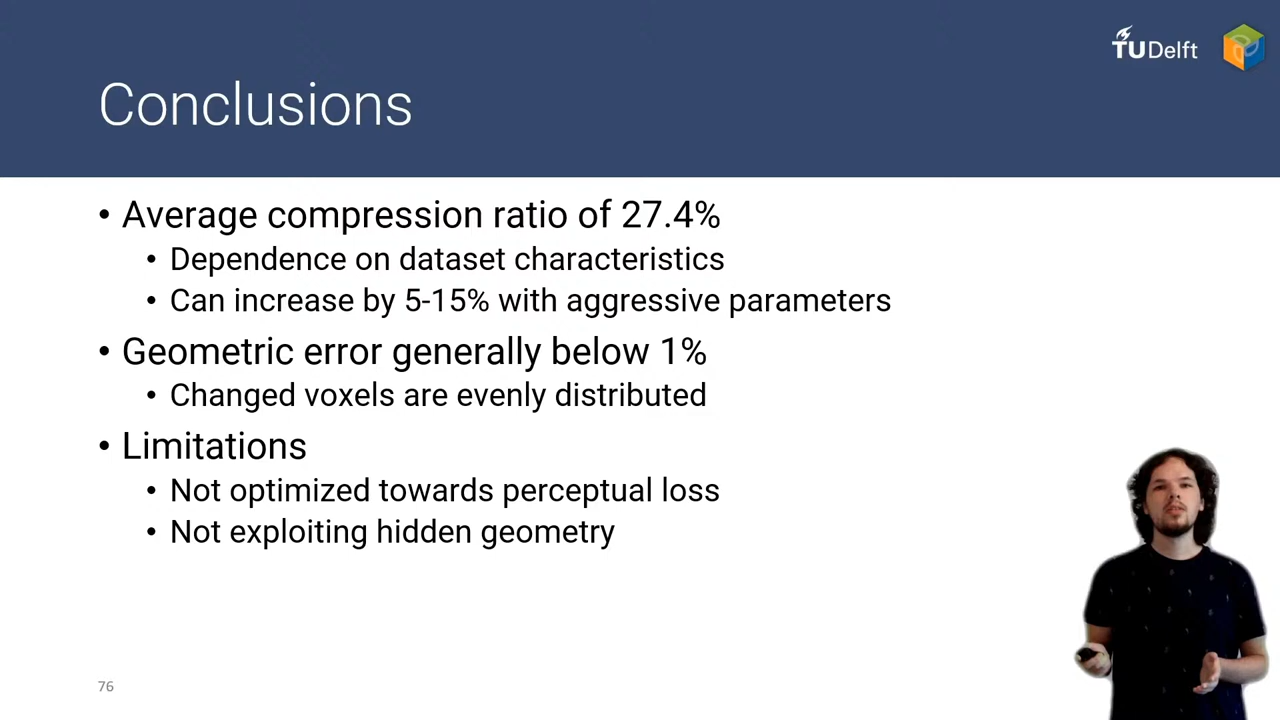 TUDelft
Conclusions
• Average compression ratio of 27.4%
• Dependence on dataset characteristics
• Can increase by 5-15% with aggressive parameters
• Geometric error generally below 1%
• Changed voxels are evenly distributed
• Limitations
• Not optimized towards perceptual loss
• Not exploiting hidden geometry
76